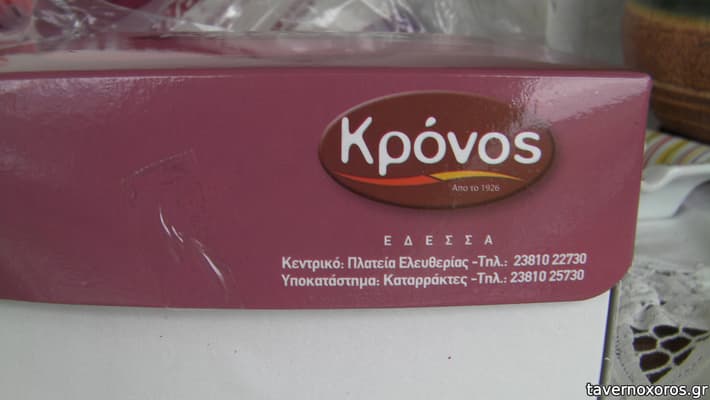 Κρόνος
Απο το 1926
ΕΔΕΣΣΑ
Κεντρικό: Πλατεία Ελευθερίας -Τηλ.: 23810 22730
Υποκατάστημα: Καταρράκτες -Τηλ.: 23810 25730
tavernoxoros.gr